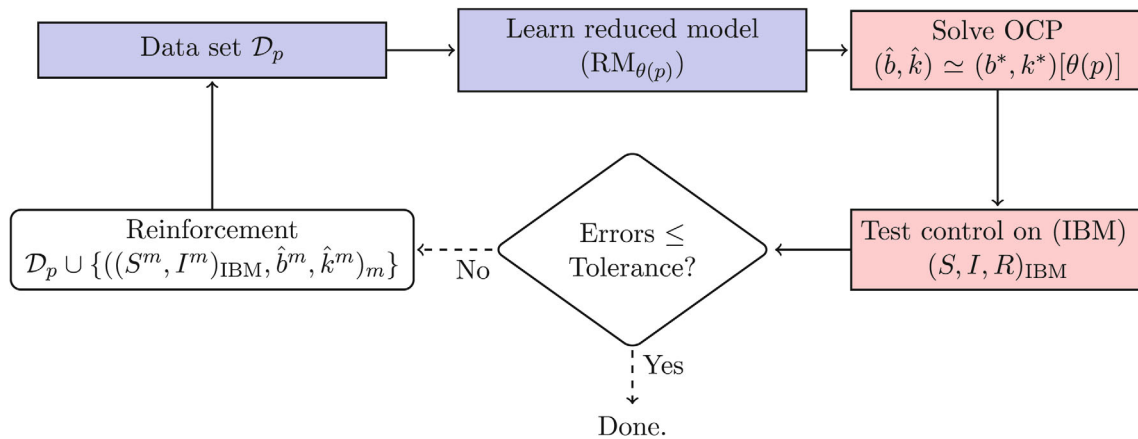 Data set $\mathcal{D}_p$
Learn reduced model
$(\mathrm{RM}_{\theta(p)})$
Solve OCP
$(\hat{b}, \hat{k}) \simeq (b^*, k^*)[\theta(p)]$
Reinforcement
$\mathcal{D}_p \cup \{((S^m, I^m)_{\mathrm{IBM}}, \hat{b}^m, \hat{k}^m)_m\}$
No
Errors ≤
Tolerance?
Test control on (IBM)
$(S, I, R)_{\mathrm{IBM}}$
Yes
Done.